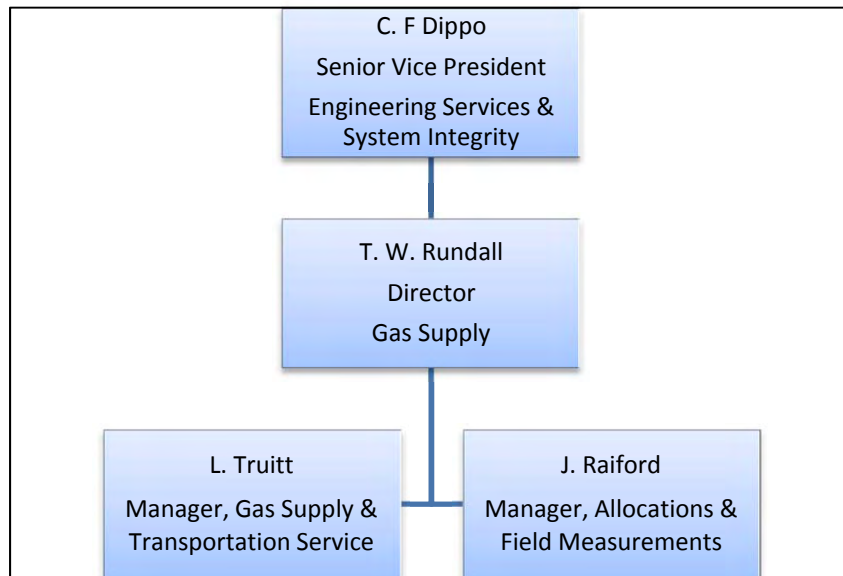 C. F Dippo
Senior Vice President
Engineering Services &
System Integrity
T. W. Rundall
Director
Gas Supply
L. Truitt
Manager, Gas Supply &
Transportation Service
J. Raiford
Manager, Allocations &
Field Measurements